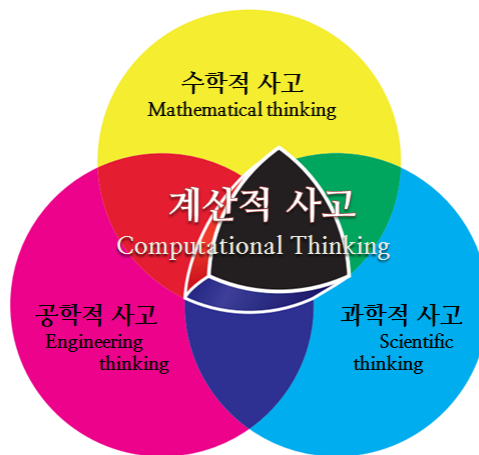 수학적 사고
Mathematical thinking
계산적 사고
Computational Thinking
공학적 사고
Engineering
thinking
과학적 사고
Scientific
thinking